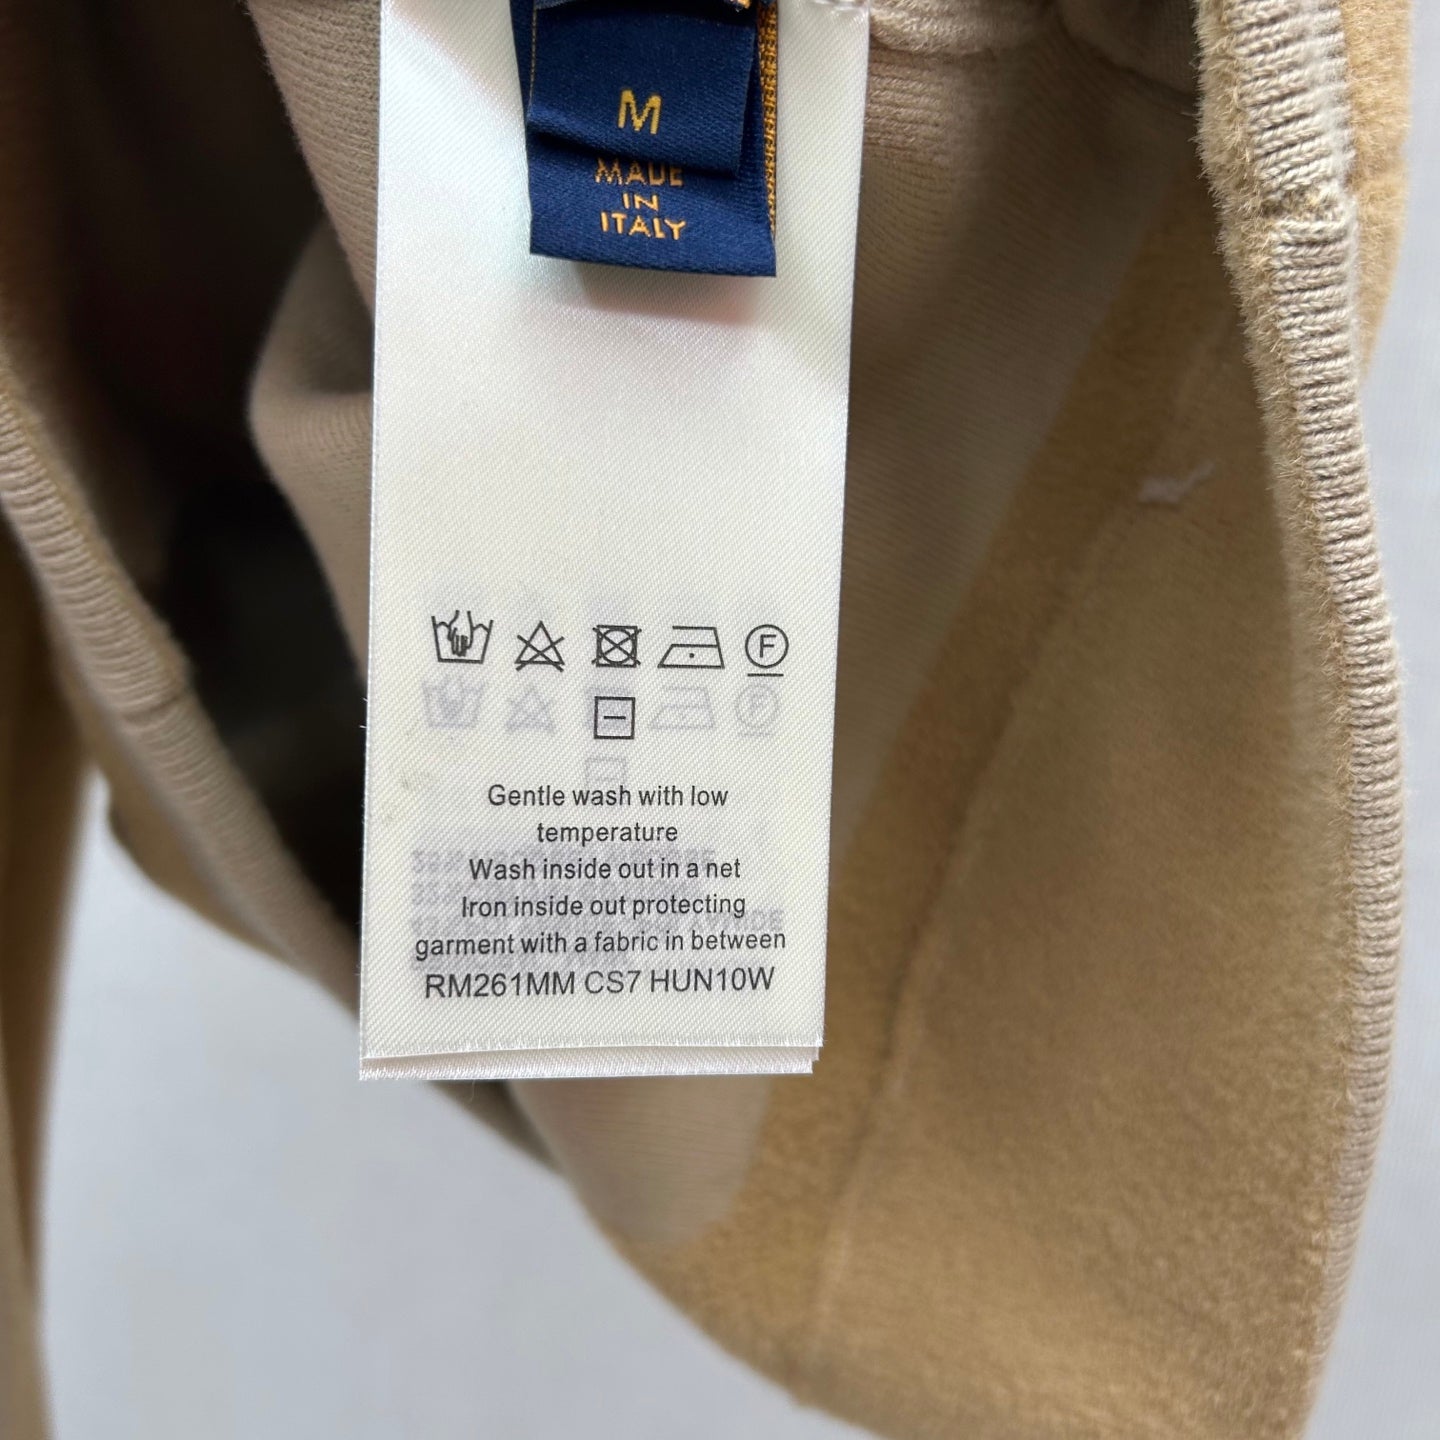 M
MADE
IN
ITALY
F
Gentle wash with low
temperature
Wash inside out in a net
Iron inside out protecting
garment with a fabric in between
RM261MM CS7 HUN10W